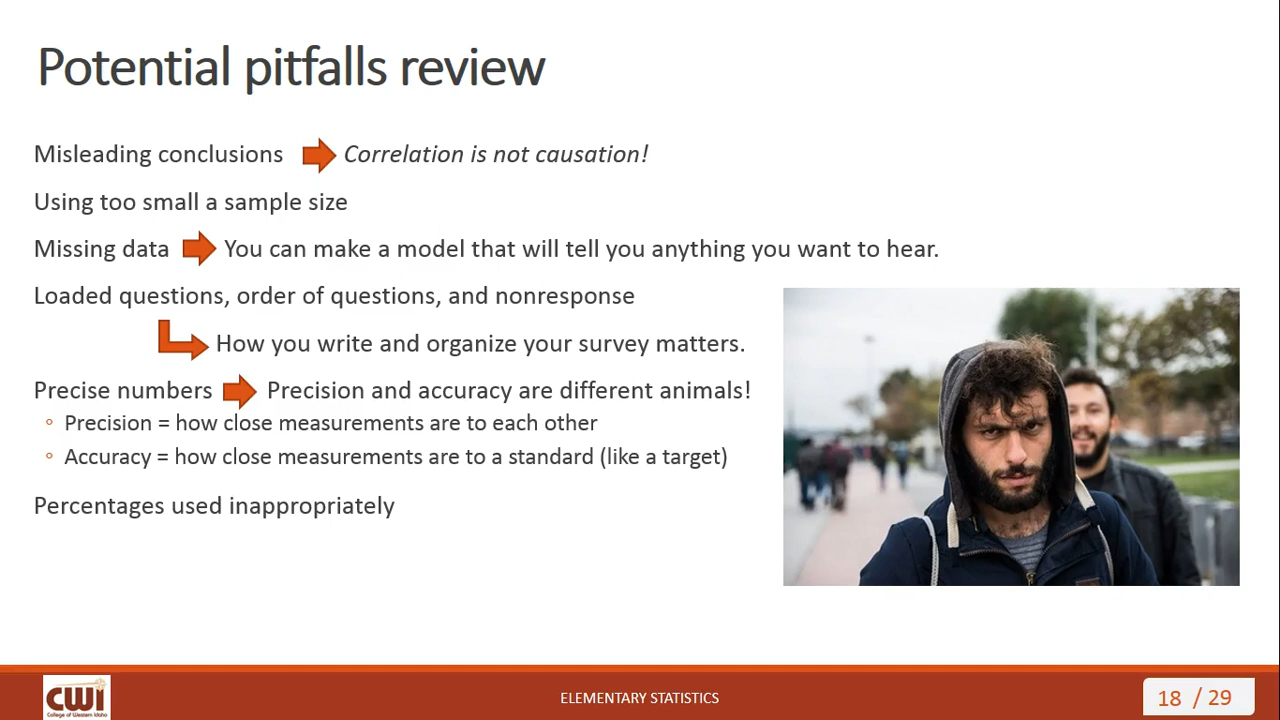 Potential pitfalls review
Misleading conclusions Correlation is not causation!
Using too small a sample size
Missing data You can make a model that will tell you anything you want to hear.
Loaded questions, order of questions, and nonresponse
How you write and organize your survey matters.
Precise numbers Precision and accuracy are different animals!
Precision = how close measurements are to each other
Accuracy = how close measurements are to a standard (like a target)
Percentages used inappropriately
CWI
College of Western Idaho
ELEMENTARY STATISTICS
18 / 29